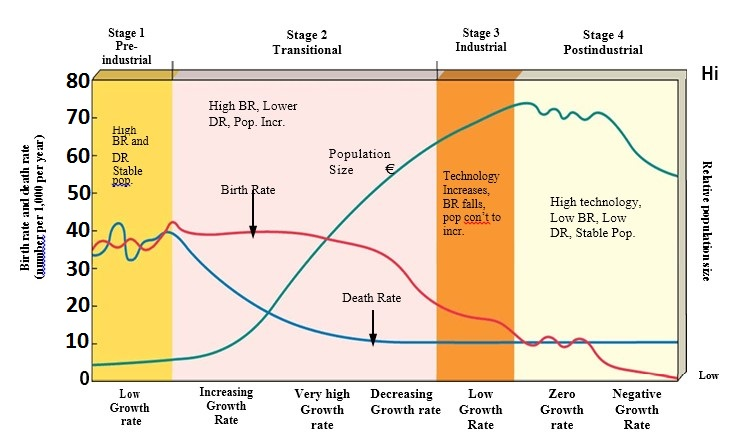 Stage 1
Pre-
industrial
Stage 2
Transitional
Stage 3
Industrial
Stage 4
Postindustrial
Hi
80
70
60
50
40
30
20
10
0
Birth rate and death rate
(number per 1,000 per year)
High
BR and
DR
Stable
pop.
High BR, Lower
DR, Pop. Incr.
Population
Size
€
Birth Rate
Death Rate
Technology
Increases,
BR falls,
pop con't to
incr.
High technology,
Low BR, Low
DR, Stable Pop.
Relative population size
Low
Low
Growth
rate
Increasing
Growth
Rate
Very high
Growth
rate
Decreasing
Growth rate
Low
Growth
Rate
Zero
Growth
rate
Negative
Growth
Rate